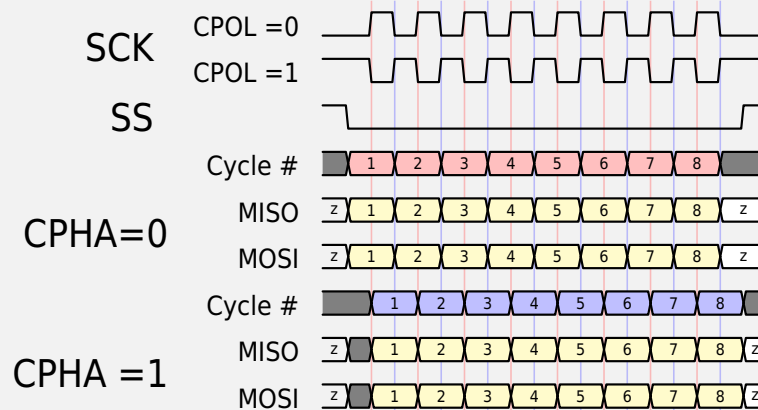 SCK
CPOL =0
CPOL =1
SS
CPHA=0
Cycle # 1 2 3 4 5 6 7 8
MISO z 1 2 3 4 5 6 7 8 z
MOSI z 1 2 3 4 5 6 7 8 z
CPHA =1
Cycle # 1 2 3 4 5 6 7 8
MISO z 1 2 3 4 5 6 7 8 z
MOSI z 1 2 3 4 5 6 7 8 z